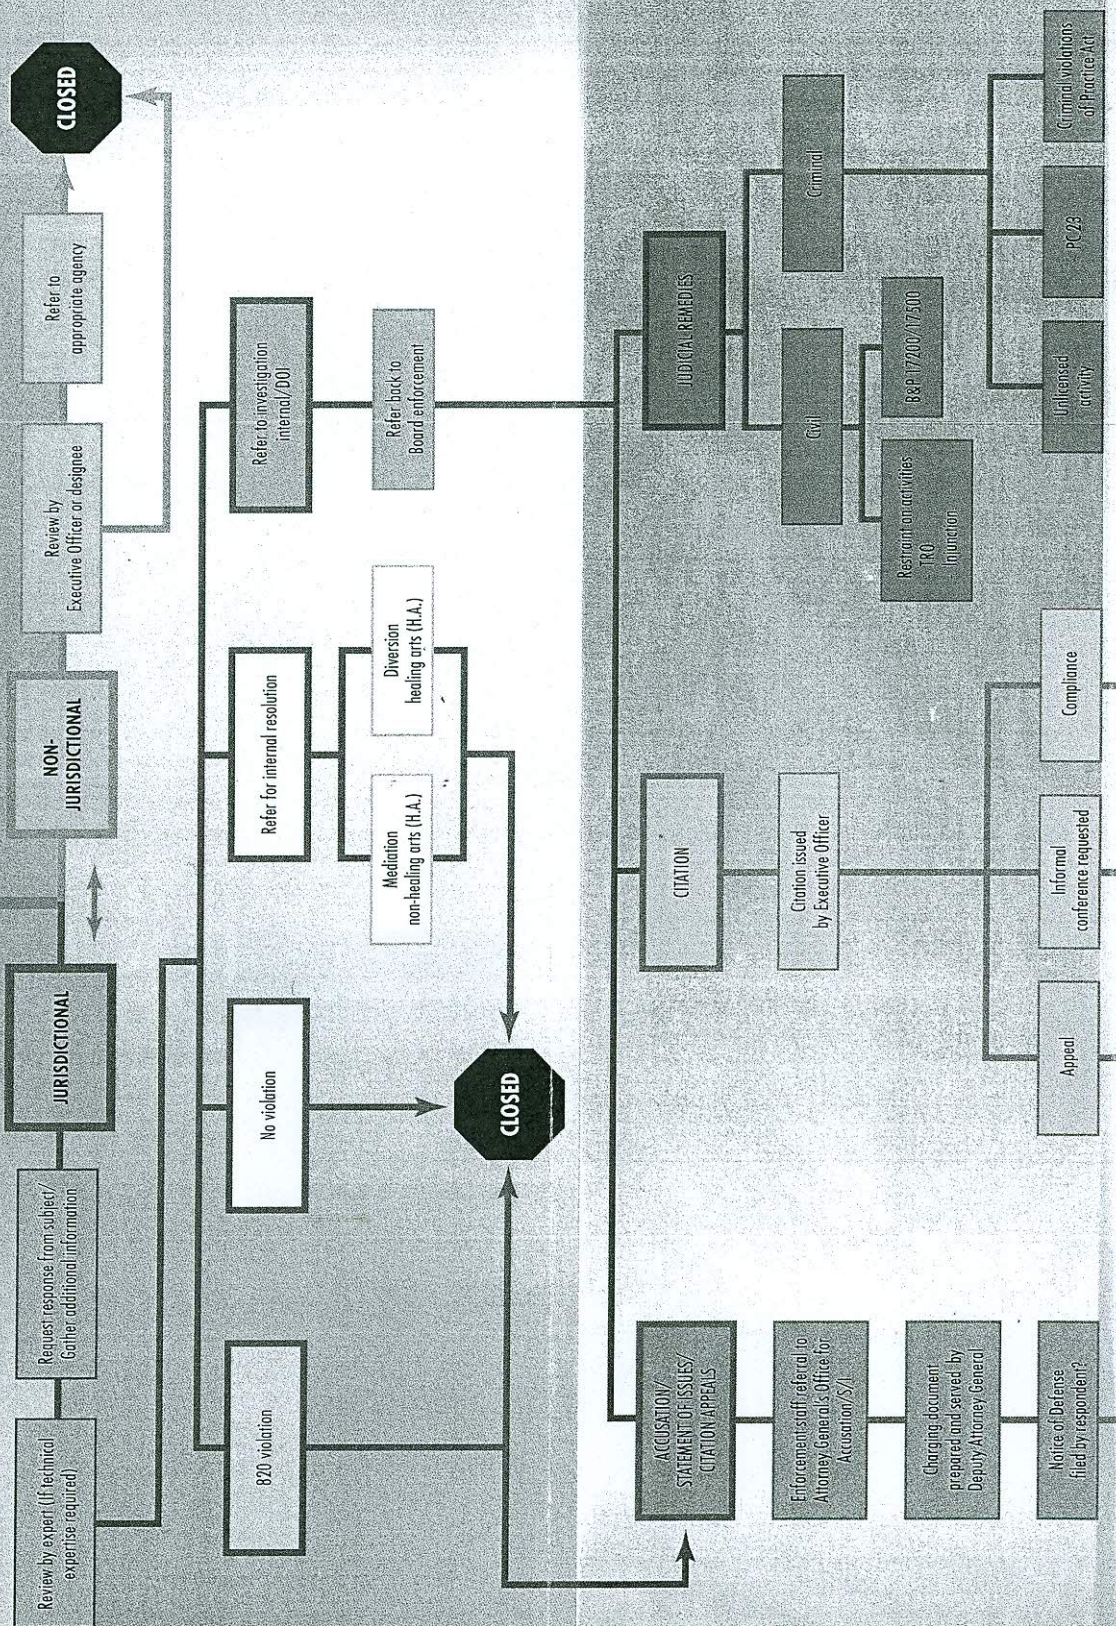 Review by expert (If technical
expertise required)
Request response from subject/
Gather additional information
JURISDICTIONAL
NON-
JURISDICTIONAL
Review by
Executive Officer or designee
Refer to
appropriate agency
CLOSED
820 violation
No violation
Refer for internal resolution
Refer to investigation
internal/DOI
Mediation
non-healing arts (H.A.)
Diversion
healing arts (H.A.)
Refer back to
Board enforcement
CLOSED
ACCUSATION/
STATEMENT OF ISSUES/
CITATION APPEALS
CITATION
JUDICIAL REMEDIES
Enforcement staff referral to
Attorney General's Office for
Accusation/S/I
Citation issued
by Executive Officer
Civil
Criminal
Charging document
prepared and served by
Deputy Attorney General
Restraint on activities
-TRO
-Injunction
B&P 17200/17500
Notice of Defense
filed by respondent?
Appeal
Informal
conference requested
Compliance
Unlicensed
activity
PC 23
Criminal violations
of Practice Act